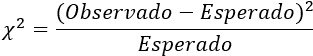 χ² = (Observado − Esperado)² / Esperado